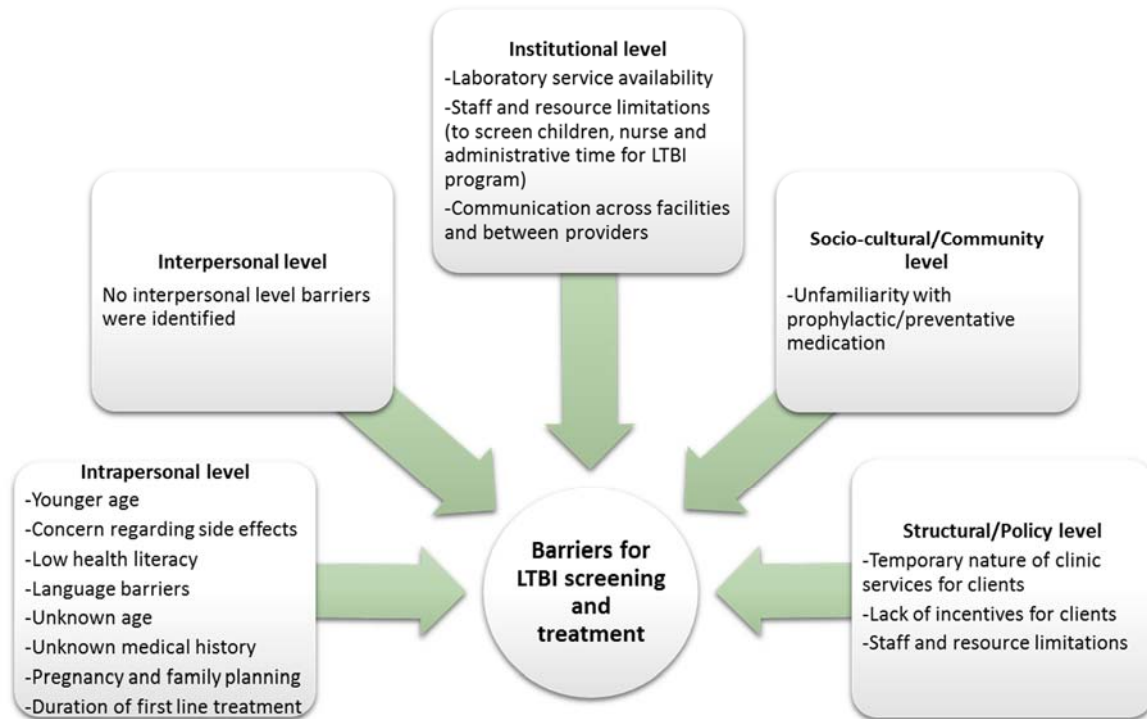 Institutional level
-Laboratory service availability
-Staff and resource limitations
(to screen children, nurse and
administrative time for LTBI
program)
-Communication across facilities
and between providers
Interpersonal level
No interpersonal level barriers
were identified
Socio-cultural/Community
level
-Unfamiliarity with
prophylactic/preventative
medication
Intrapersonal level
-Younger age
-Concern regarding side effects
-Low health literacy
-Language barriers
-Unknown age
-Unknown medical history
-Pregnancy and family planning
-Duration of first line treatment
Barriers for
LTBI screening
and
treatment
Structural/Policy level
-Temporary nature of clinic
services for clients
-Lack of incentives for clients
-Staff and resource limitations